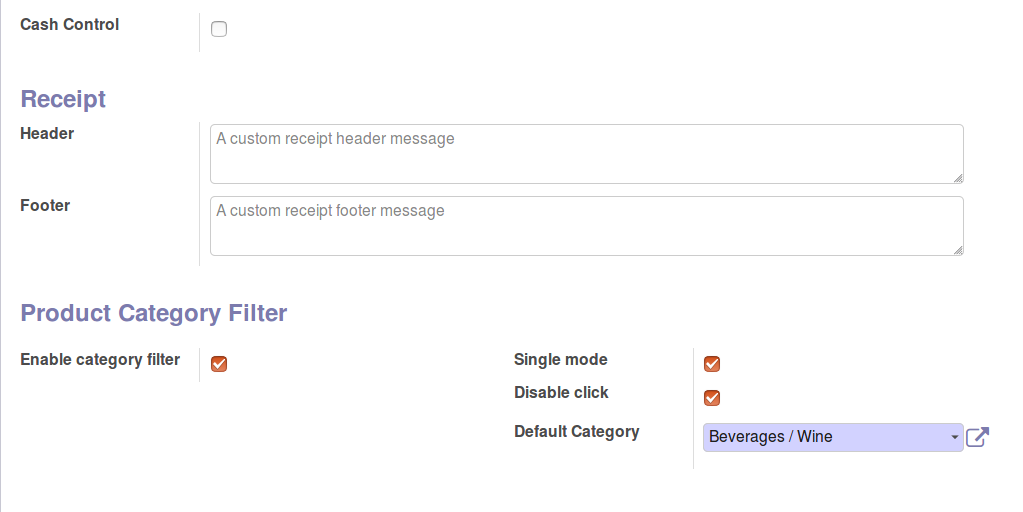 Cash Control
Receipt
Header
A custom receipt header message
Footer
A custom receipt footer message
Product Category Filter
Enable category filter
Single mode
Disable click
Default Category
Beverages / Wine